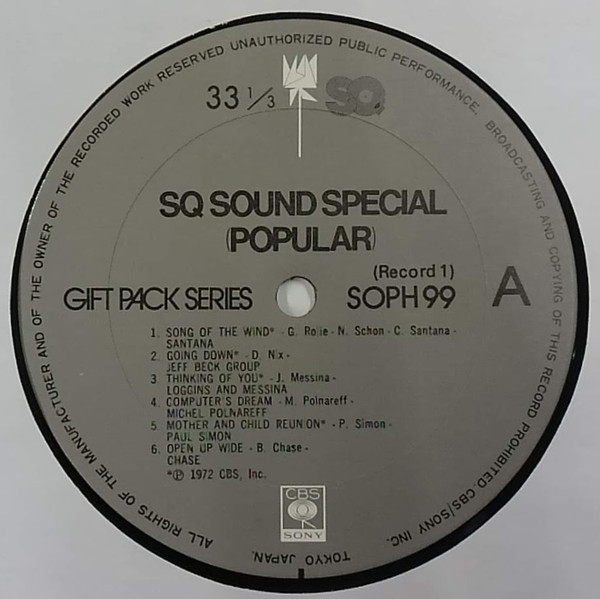 ALL RIGHTS OF THE MANUFACTURER AND OF THE OWNER OF THE RECORDED WORK RESERVED UNAUTHORIZED PUBLIC PERFORMANCE. BROADCASTING AND COPYING OF THIS RECORD PROHIBITED. CBS/SONY INC.
TOKYO JAPAN.
33 1/3 SQ
SQ SOUND SPECIAL
(POPULAR)
(Record 1)
GIFT PACK SERIES SOPH 99 A
1. SONG OF THE WIND* - G. Rolie - N. Schon - C. Santana -
SANTANA
2. GOING DOWN* - D. Nix -
JEFF BECK GROUP
3 THINKING OF YOU* - J. Messina -
LOGGINS AND MESSINA
4 COMPUTER'S DREAM - M. Polnareff -
MICHEL POLNAREFF
5. MOTHER AND CHILD REUNION* - P. Simon -
PAUL SIMON
6. OPEN UP WIDE - B. Chase -
CHASE
*℗ 1972 CBS, Inc.
CBS
SONY